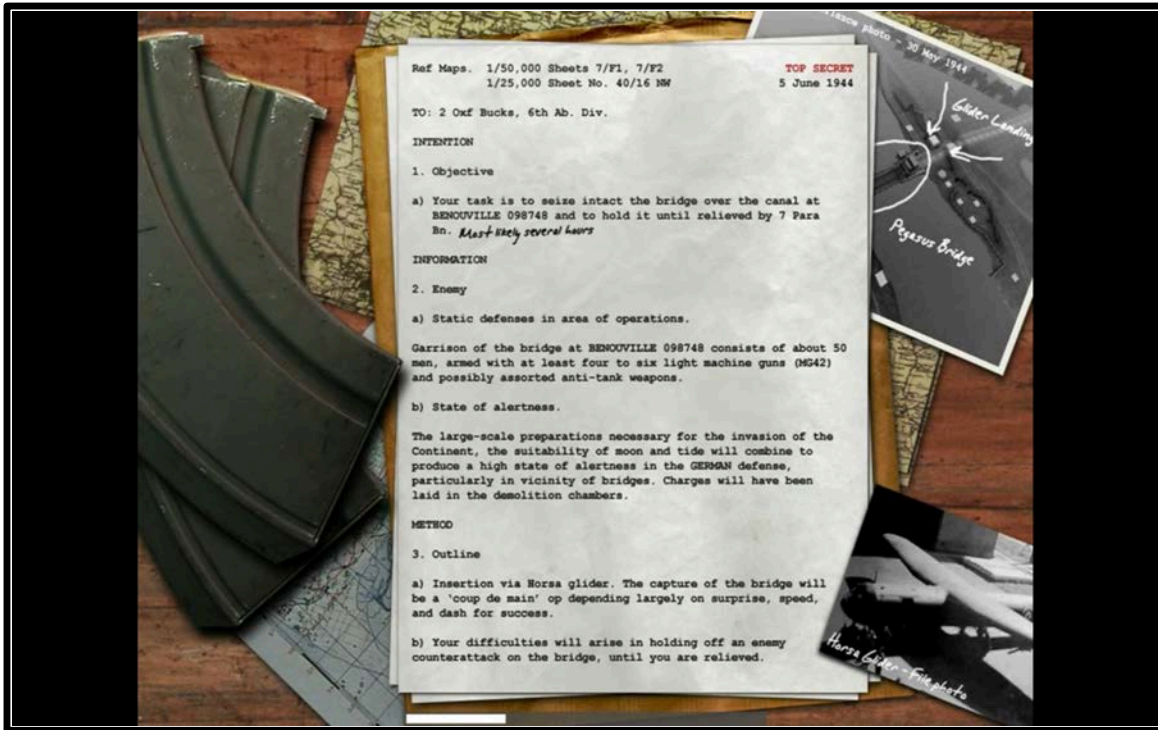 Ref Maps. 1/50,000 Sheets 7/F1, 7/F2 TOP SECRET
1/25,000 Sheet No. 40/16 NW 5 June 1944
TO: 2 Oxf Bucks, 6th Ab. Div.
INTENTION
1. Objective
a) Your task is to seize intact the bridge over the canal at
BENOUVILLE 098748 and to hold it until relieved by 7 Para
Bn. Most likely several hours
INFORMATION
2. Enemy
a) Static defenses in area of operations.
Garrison of the bridge at BENOUVILLE 098748 consists of about 50
men, armed with at least four to six light machine guns (MG42)
and possibly assorted anti-tank weapons.
b) State of alertness.
The large-scale preparations necessary for the invasion of the
Continent, the suitability of moon and tide will combine to
produce a high state of alertness in the GERMAN defense,
particularly in vicinity of bridges. Charges will have been
laid in the demolition chambers.
METHOD
3. Outline
a) Insertion via Horsa glider. The capture of the bridge will
be a 'coup de main' op depending largely on surprise, speed,
and dash for success.
b) Your difficulties will arise in holding off an enemy
counterattack on the bridge, until you are relieved.
photo - 30 May 1944
Glider Landing
Pegasus Bridge
Horsa Glider - File photo